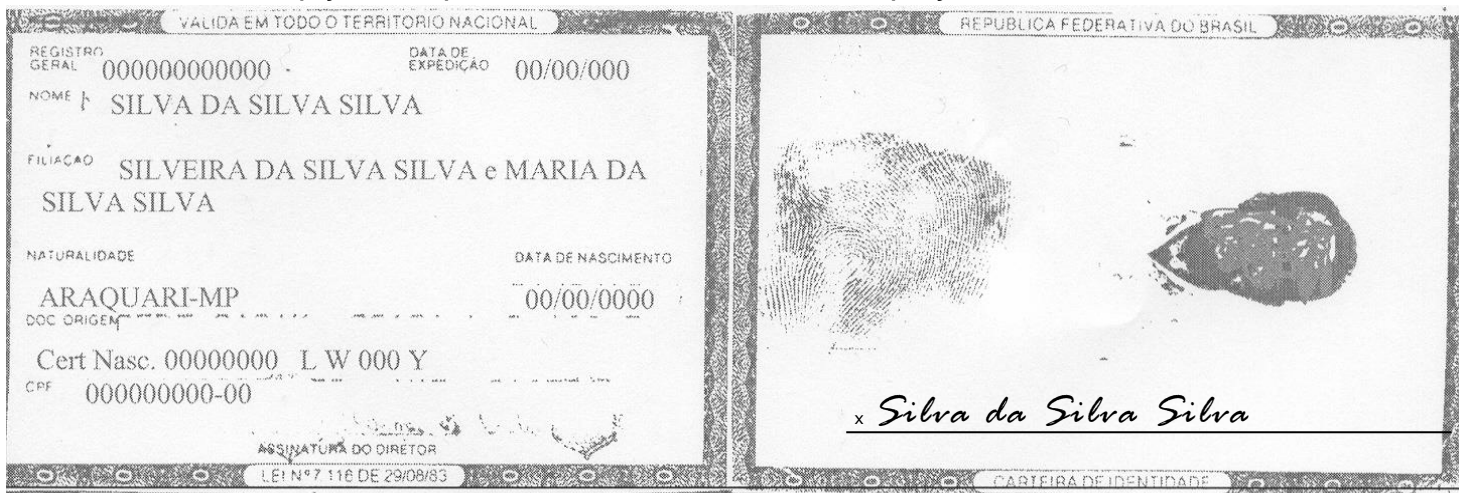 VALIDA EM TODO O TERRITORIO NACIONAL
REGISTRO GERAL 000000000000 DATA DE EXPEDIÇÃO 00/00/000
NOME SILVA DA SILVA SILVA
FILIAÇÃO SILVEIRA DA SILVA SILVA e MARIA DA
SILVA SILVA
NATURALIDADE DATA DE NASCIMENTO
ARAQUARI-MP 00/00/0000
DOC ORIGEM
Cert Nasc. 00000000 L W 000 Y
CPF 000000000-00
ASSINATURA DO DIRETOR
LEI Nº 7.116 DE 29/08/83
REPUBLICA FEDERATIVA DO BRASIL
x Silva da Silva Silva
CARTEIRA DE IDENTIDADE